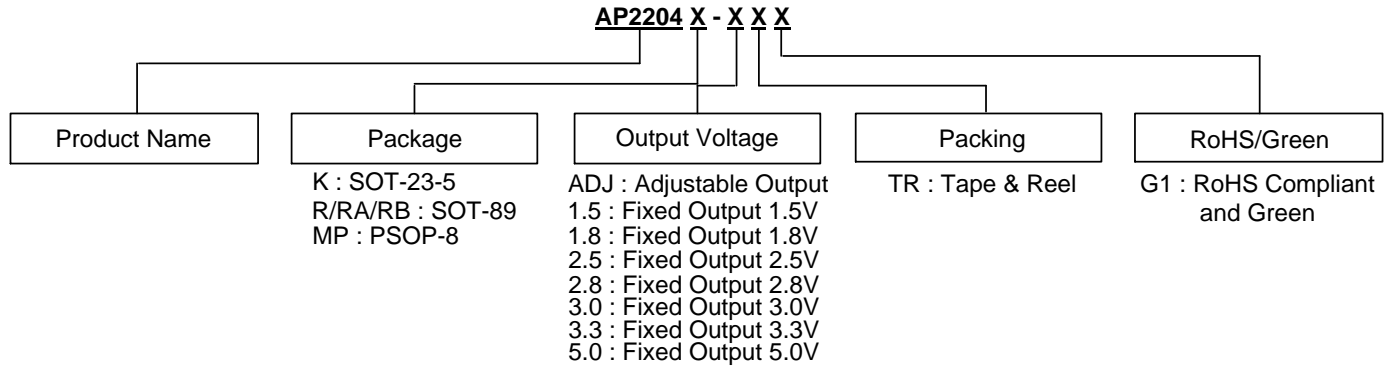 AP2204 X - X X X
Product Name
Package
Output Voltage
Packing
RoHS/Green
K : SOT-23-5
R/RA/RB : SOT-89
MP : PSOP-8
ADJ : Adjustable Output
1.5 : Fixed Output 1.5V
1.8 : Fixed Output 1.8V
2.5 : Fixed Output 2.5V
2.8 : Fixed Output 2.8V
3.0 : Fixed Output 3.0V
3.3 : Fixed Output 3.3V
5.0 : Fixed Output 5.0V
TR : Tape & Reel
G1 : RoHS Compliant
and Green